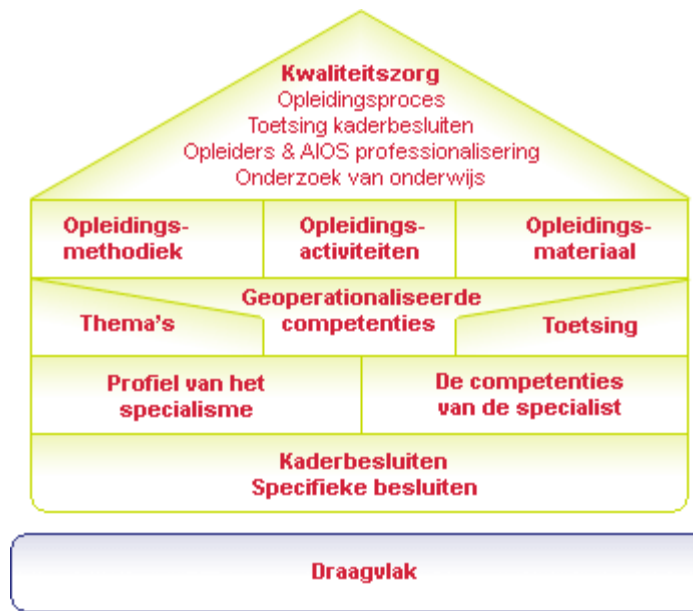 Kwaliteitszorg
Opleidingsproces
Toetsing kaderbesluiten
Opleiders & AIOS professionalisering
Onderzoek van onderwijs
Opleidings-
methodiek
Opleidings-
activiteiten
Opleidings-
materiaal
Thema's
Geoperationaliseerde
competenties
Toetsing
Profiel van het
specialisme
De competenties
van de specialist
Kaderbesluiten
Specifieke besluiten
Draagvlak